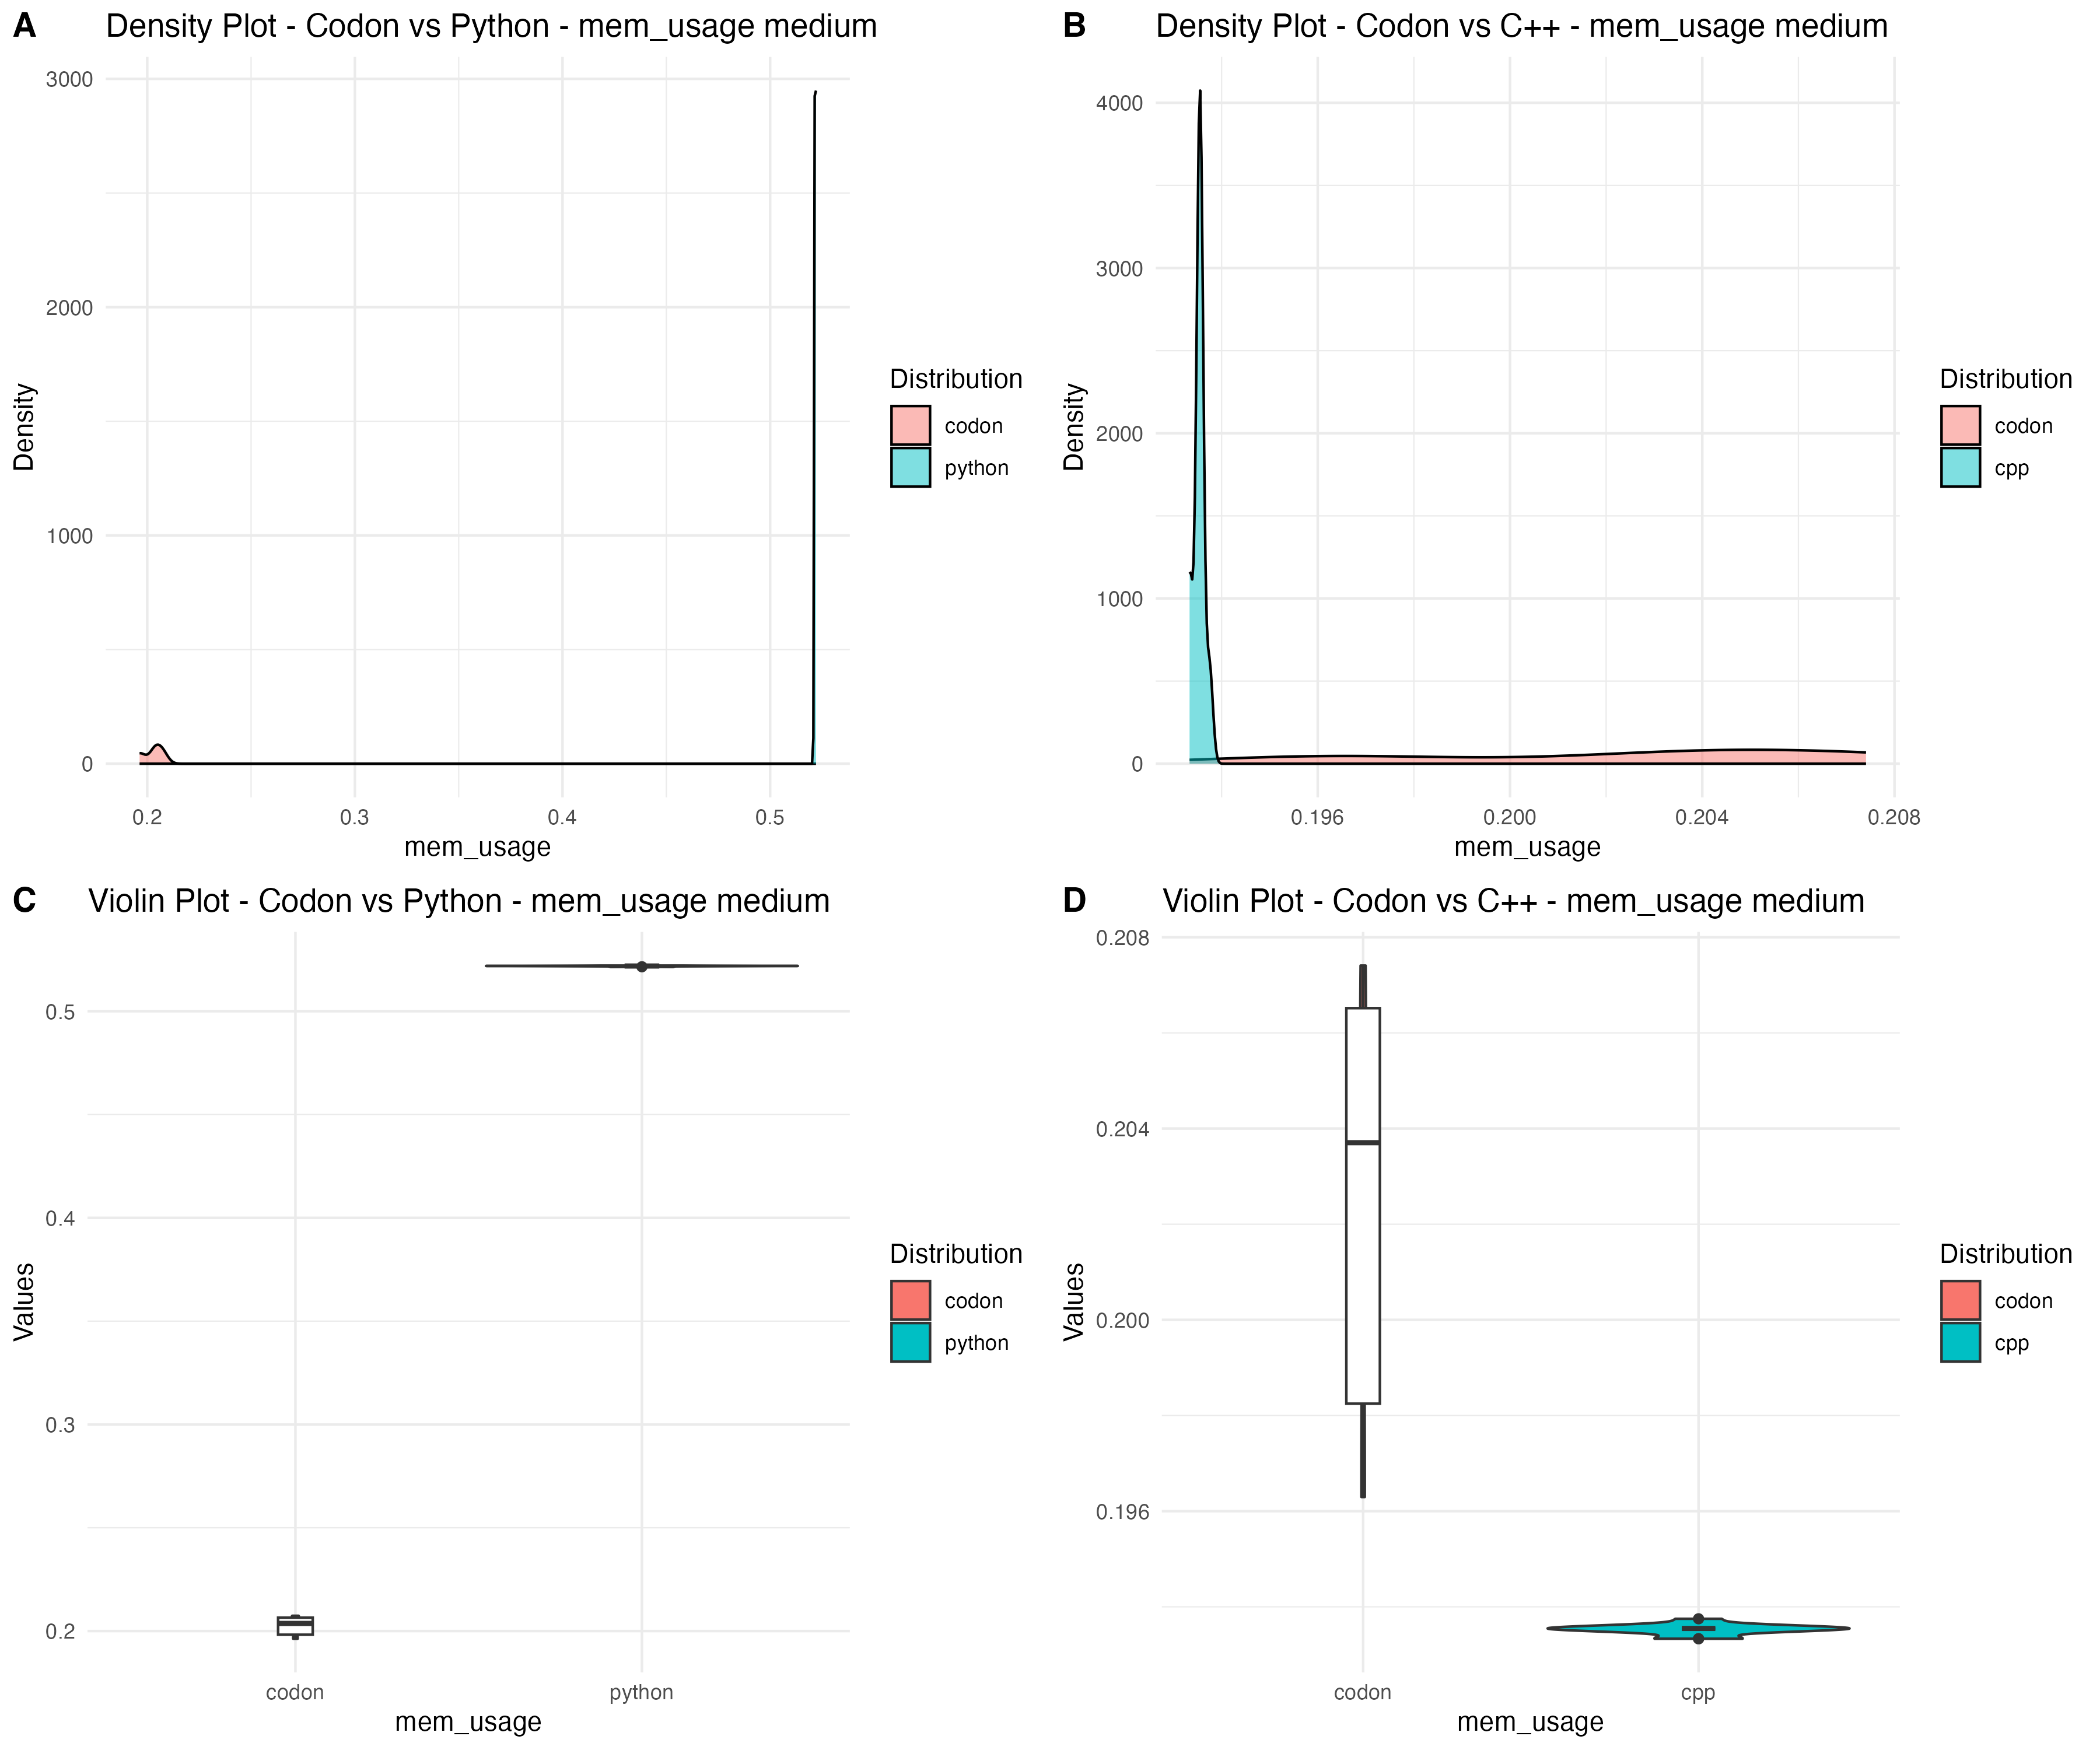 A
Density Plot - Codon vs Python - mem_usage medium
3000
2000
1000
0
Density
0.2 0.3 0.4 0.5
mem_usage
Distribution
codon
python
B
Density Plot - Codon vs C++ - mem_usage medium
4000
3000
2000
1000
0
Density
0.196 0.200 0.204 0.208
mem_usage
Distribution
codon
cpp
C
Violin Plot - Codon vs Python - mem_usage medium
0.5
0.4
0.3
0.2
Values
codon python
mem_usage
Distribution
codon
python
D
Violin Plot - Codon vs C++ - mem_usage medium
0.208
0.204
0.200
0.196
Values
codon cpp
mem_usage
Distribution
codon
cpp